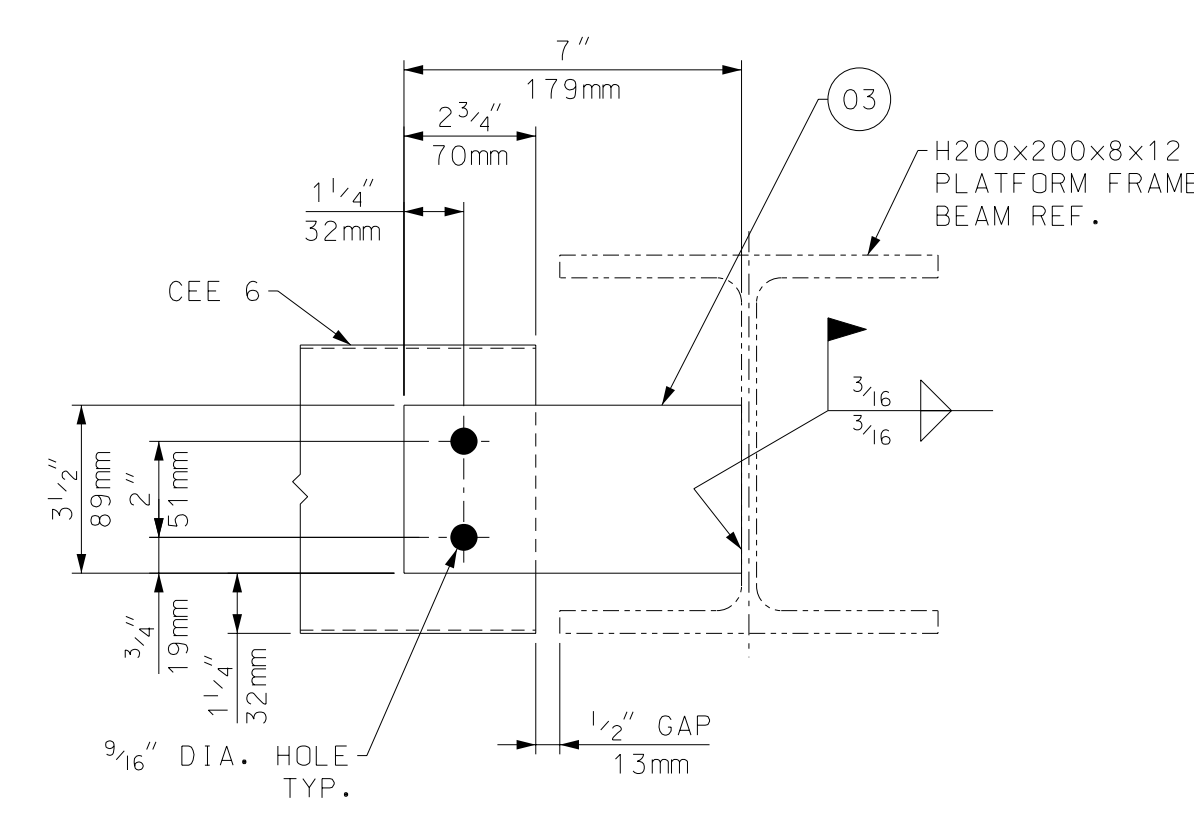 7"
179mm
03
2 3/4"
70mm
H200x200x8x12
PLATFORM FRAME
BEAM REF.
1 1/4"
32mm
CEE 6
3/16
3/16
3 1/2"
89mm
2"
51mm
3/4"
19mm
1 1/4"
32mm
1/2" GAP
13mm
9/16" DIA. HOLE
TYP.